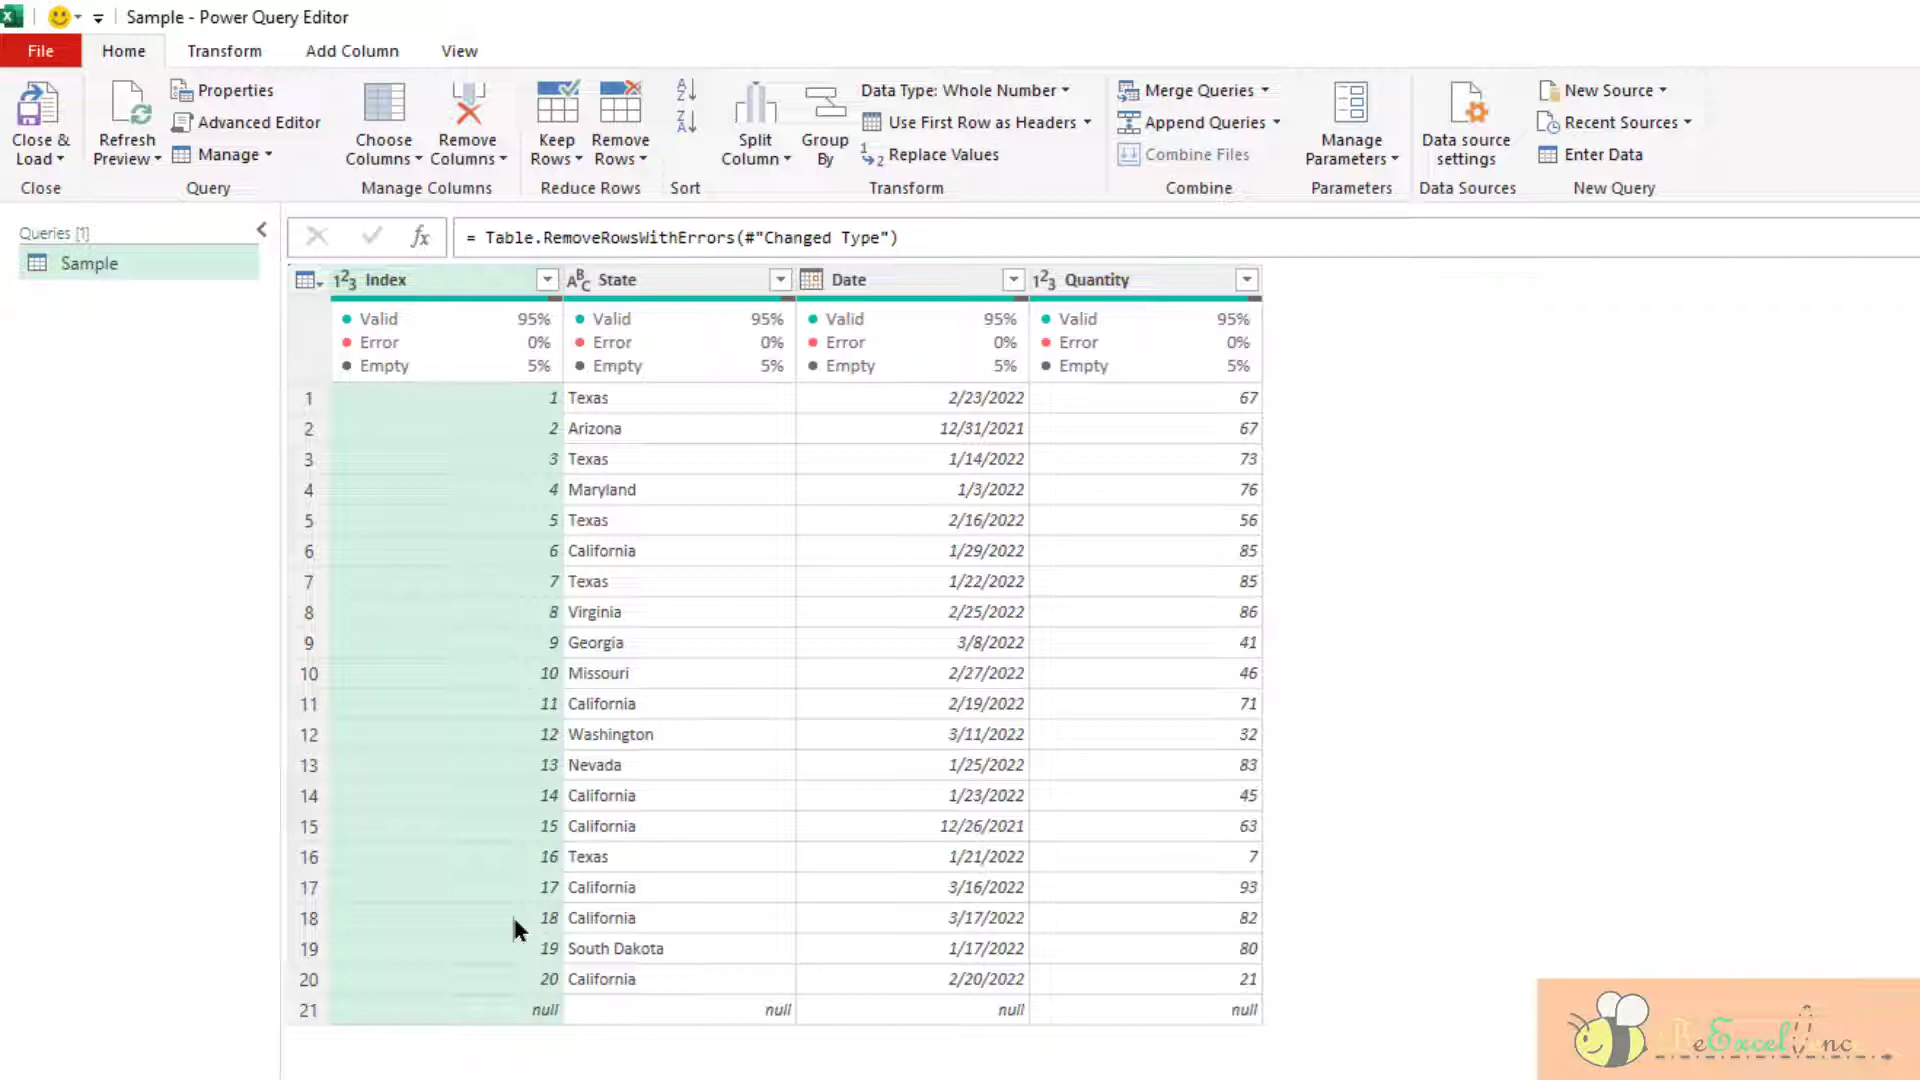 Sample - Power Query Editor
File Home Transform Add Column View
Close & Load
Close
Refresh Preview
Properties
Advanced Editor
Manage
Query
Choose Columns
Remove Columns
Manage Columns
Keep Rows
Remove Rows
Reduce Rows
Sort
Split Column
Group By
Data Type: Whole Number
Use First Row as Headers
Replace Values
Transform
Merge Queries
Append Queries
Combine Files
Combine
Manage Parameters
Parameters
Data source settings
Data Sources
New Source
Recent Sources
Enter Data
New Query
Queries [1]
Sample
fx = Table.RemoveRowsWithErrors(#"Changed Type")
Index State Date Quantity
Valid 95% Valid 95% Valid 95% Valid 95%
Error 0% Error 0% Error 0% Error 0%
Empty 5% Empty 5% Empty 5% Empty 5%
1 1 Texas 2/23/2022 67
2 2 Arizona 12/31/2021 67
3 3 Texas 1/14/2022 73
4 4 Maryland 1/3/2022 76
5 5 Texas 2/16/2022 56
6 6 California 1/29/2022 85
7 7 Texas 1/22/2022 85
8 8 Virginia 2/25/2022 86
9 9 Georgia 3/8/2022 41
10 10 Missouri 2/27/2022 46
11 11 California 2/19/2022 71
12 12 Washington 3/11/2022 32
13 13 Nevada 1/25/2022 83
14 14 California 1/23/2022 45
15 15 California 12/26/2021 63
16 16 Texas 1/21/2022 7
17 17 California 3/16/2022 93
18 18 California 3/17/2022 82
19 19 South Dakota 1/17/2022 80
20 20 California 2/20/2022 21
21 null null null null